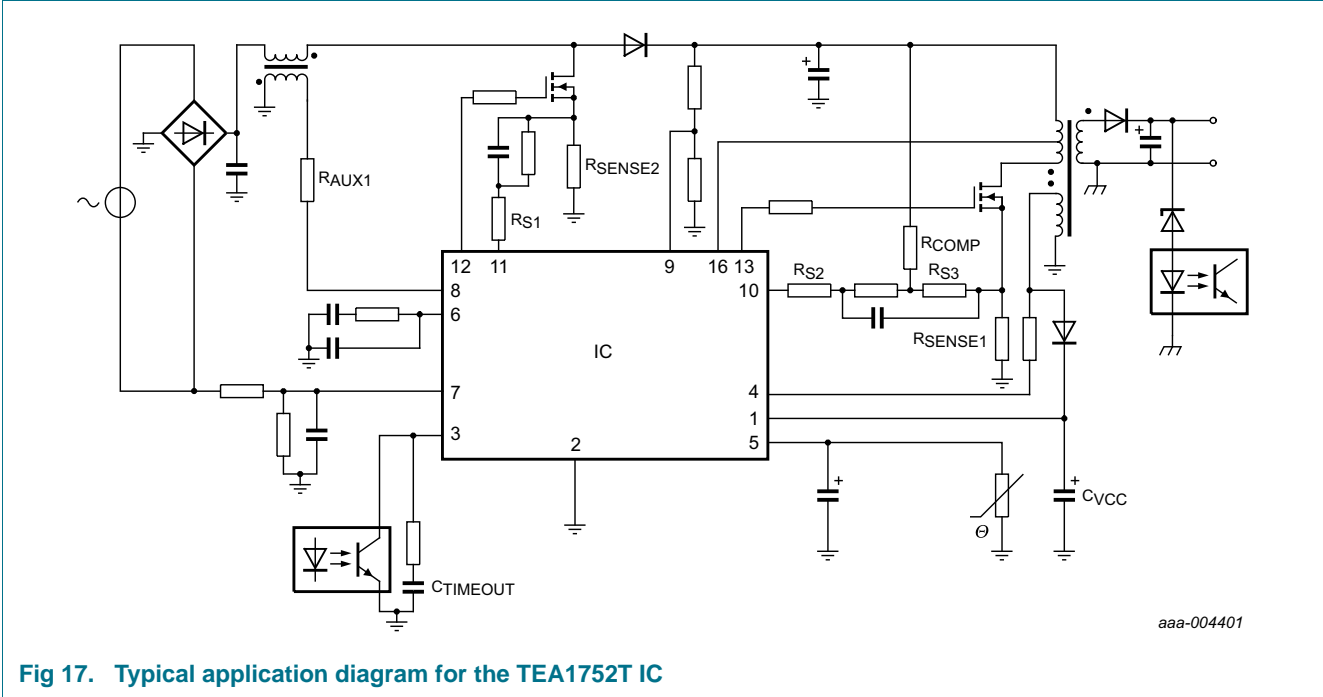 RAUX1
RSENSE2
RS1
12 11 9 16 13
RCOMP
8
10
RS2 RS3
6
RSENSE1
IC
7
4
1
3
2
5
+
+
+
+
CVCC
Θ
CTIMEOUT
aaa-004401
Fig 17. Typical application diagram for the TEA1752T IC